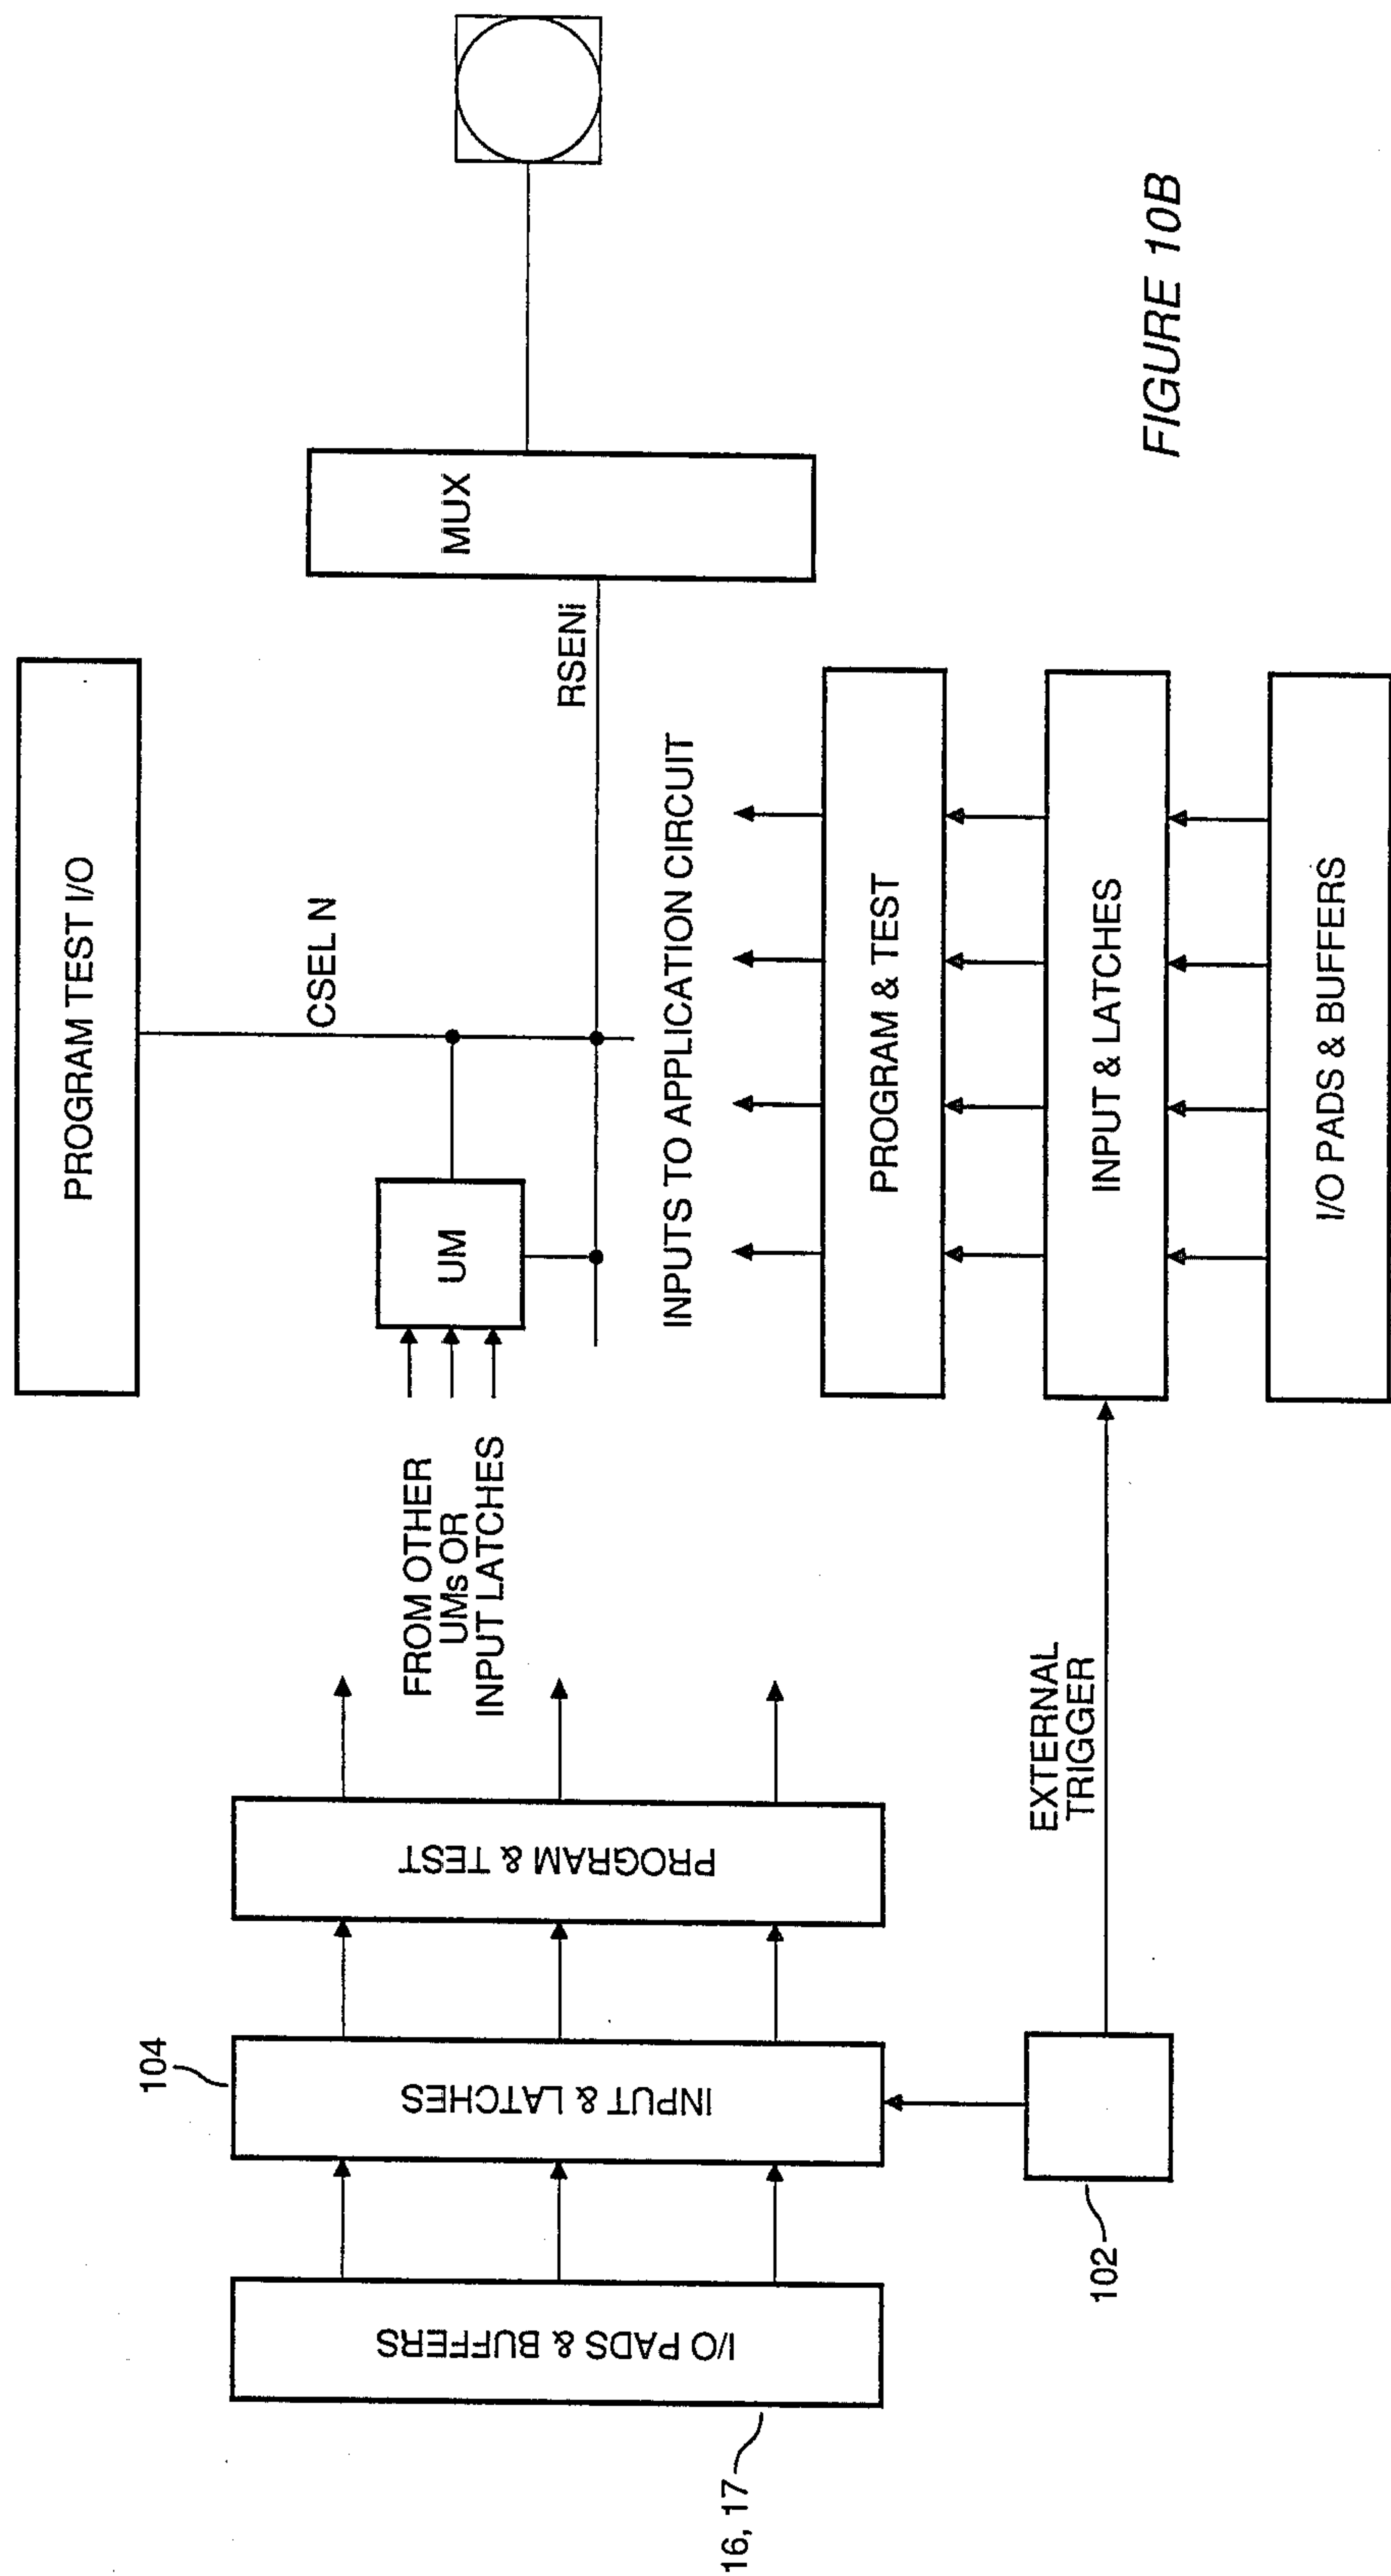 PROGRAM TEST I/O
CSEL N
MUX
RSENi
UM
FROM OTHER
UMs OR
INPUT LATCHES
INPUTS TO APPLICATION CIRCUIT
PROGRAM & TEST
INPUT & LATCHES
I/O PADS & BUFFERS
104
I/O PADS & BUFFERS
INPUT & LATCHES
PROGRAM & TEST
16, 17
102
EXTERNAL
TRIGGER
FIGURE 10B